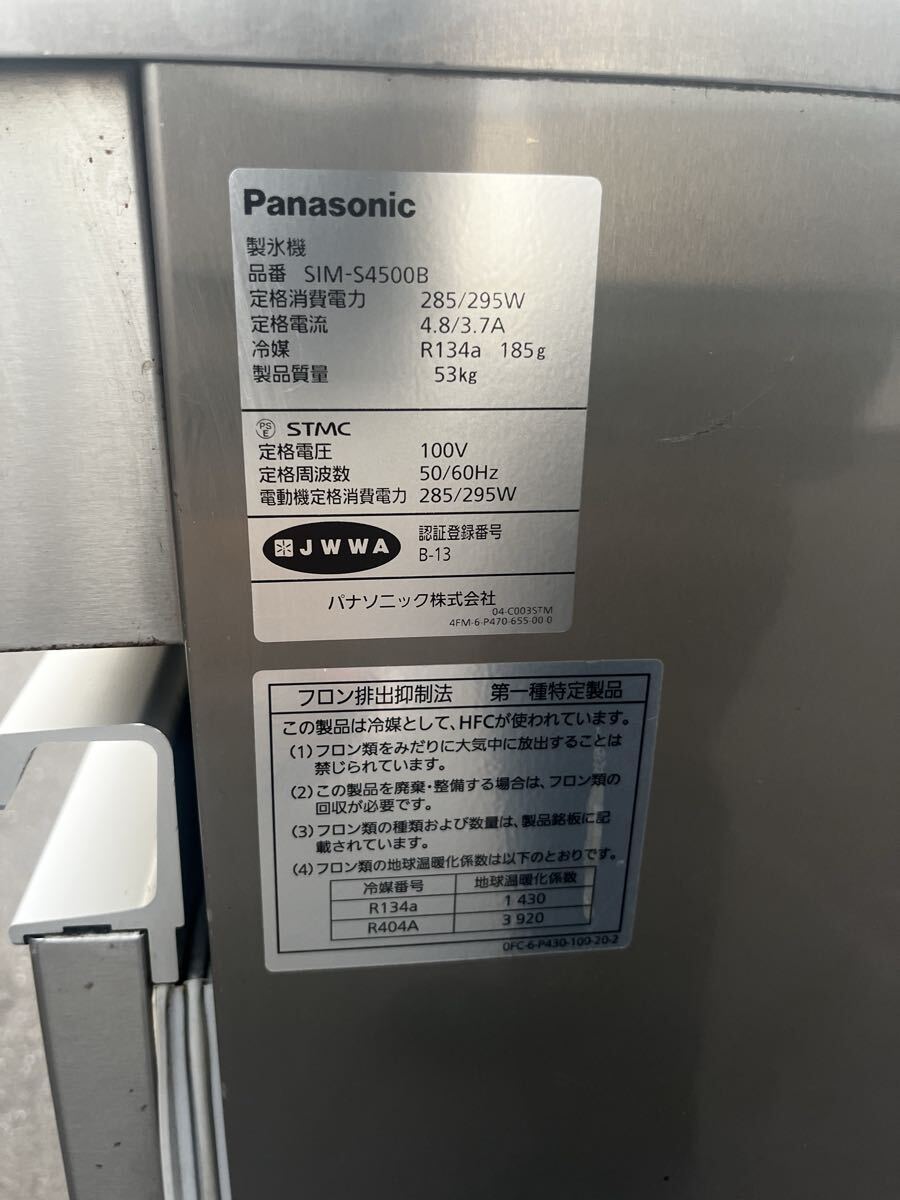 Panasonic
製氷機
品番 SIM-S4500B
定格消費電力 285/295W
定格電流 4.8/3.7A
冷媒 R134a 185g
製品質量 53kg
PSE STMC
定格電圧 100V
定格周波数 50/60Hz
電動機定格消費電力 285/295W
JWWA 認証登録番号
B-13
パナソニック株式会社
04-C003STM
4FM-6-P470-655-00 0
フロン排出抑制法 第一種特定製品
この製品は冷媒として、HFCが使われています。
(1)フロン類をみだりに大気中に放出することは
禁じられています。
(2)この製品を廃棄・整備する場合は、フロン類の
回収が必要です。
(3)フロン類の種類および数量は、製品銘板に記
載されています。
(4)フロン類の地球温暖化係数は以下のとおりです。
冷媒番号 地球温暖化係数
R134a 1 430
R404A 3 920
0FC-6-P430-109-20-2